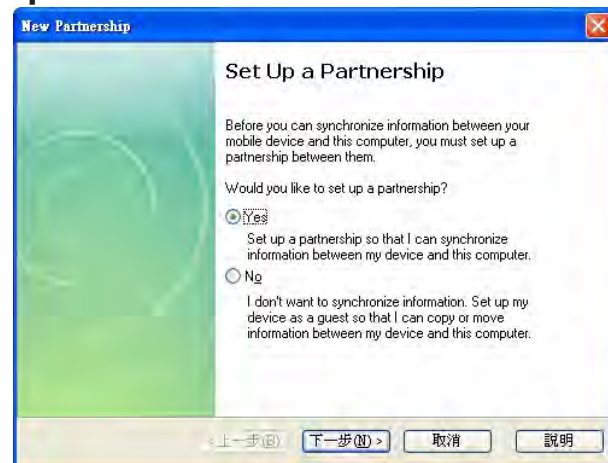 New Partnership
Set Up a Partnership
Before you can synchronize information between your
mobile device and this computer, you must set up a
partnership between them.
Would you like to set up a partnership?
Yes
Set up a partnership so that I can synchronize
information between my device and this computer.
No
I don't want to synchronize information. Set up my
device as a guest so that I can copy or move
information between my device and this computer.
<上一步(B) 下一步(N) > 取消 說明